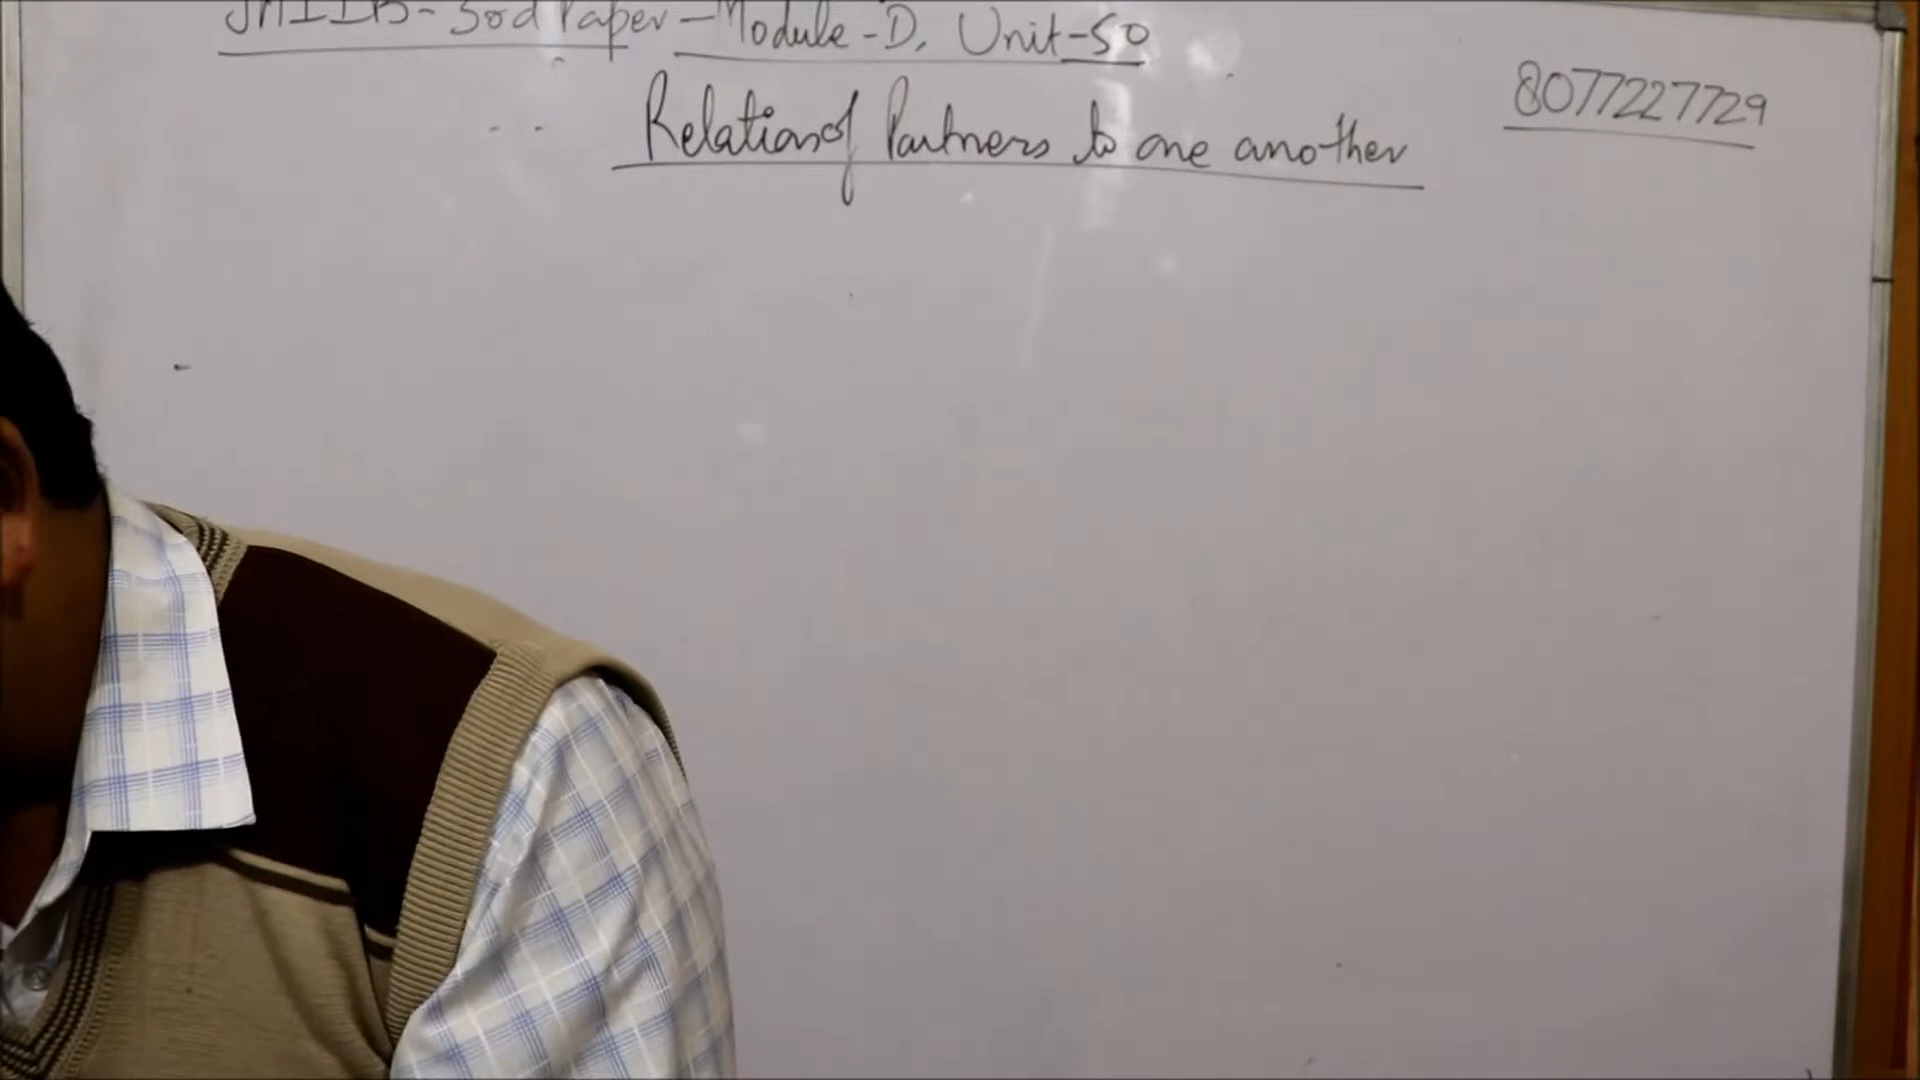 JAIIB - 3rd Paper - Module - D, Unit - 50
8077227729
Relation of Partners to one another